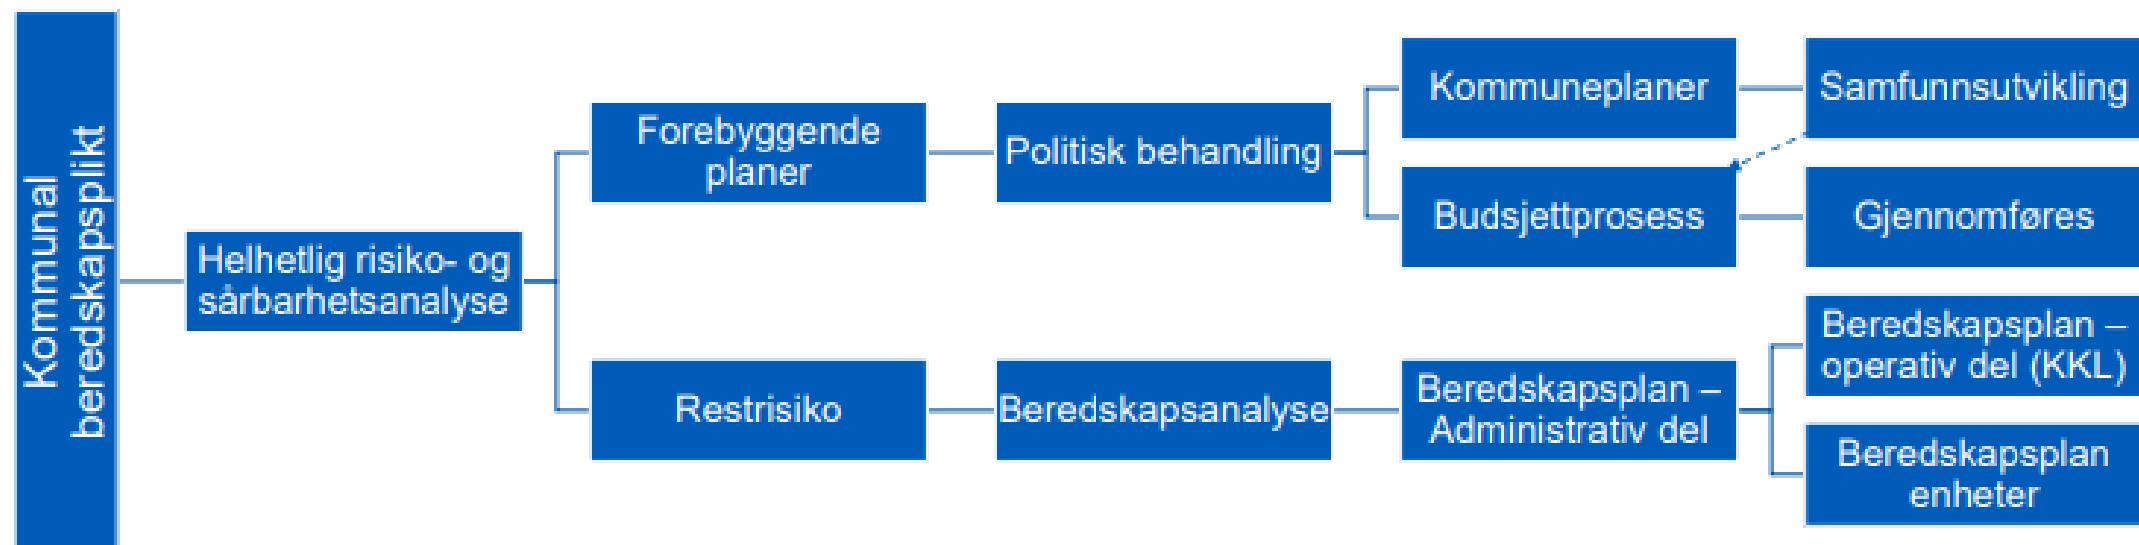 Kommunal
beredskapsplikt
Helhetlig risiko- og
sårbarhetsanalyse
Forebyggende
planer
Politisk behandling
Kommuneplaner
Samfunnsutvikling
Budsjettprosess
Gjennomføres
Restrisiko
Beredskapsanalyse
Beredskapsplan –
Administrativ del
Beredskapsplan –
operativ del (KKL)
Beredskapsplan
enheter